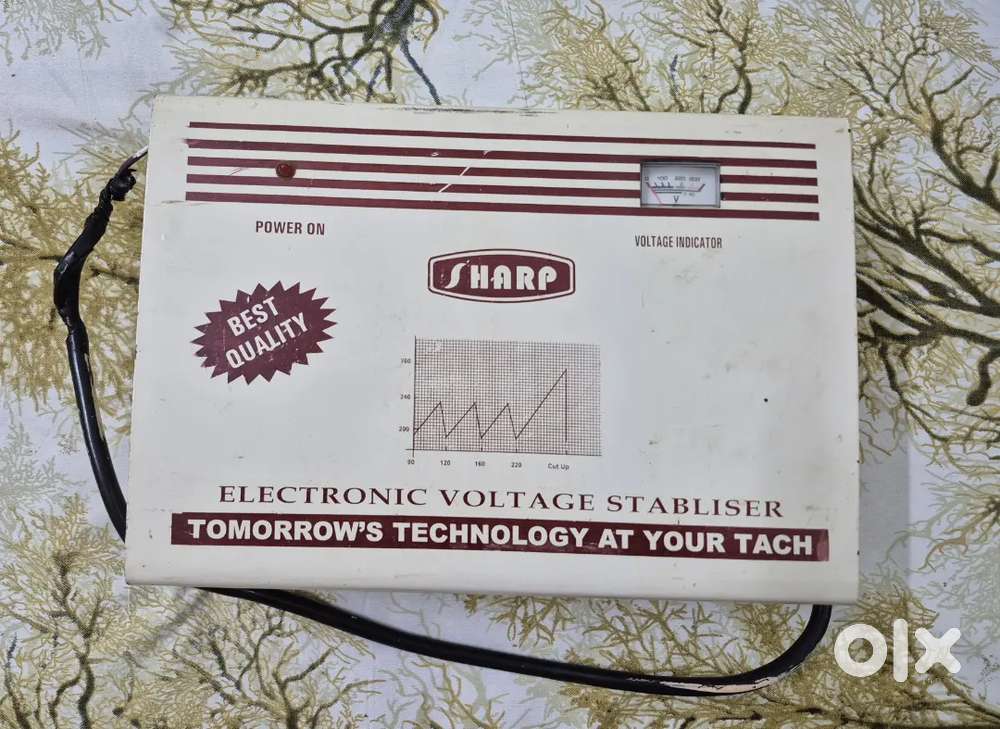 POWER ON
VOLTAGE INDICATOR
V
SHARP
BEST
QUALITY
240
200
90 120 160 220 Cut Up
ELECTRONIC VOLTAGE STABLISER
TOMORROW'S TECHNOLOGY AT YOUR TACH
olx